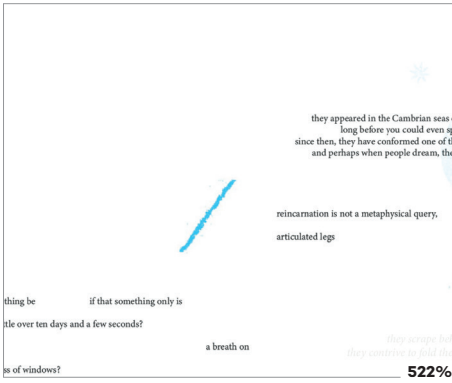 they appeared in the Cambrian seas
long before you could even
since then, they have conformed one of
and perhaps when people dream,
reincarnation is not a metaphysical query,
articulated legs
thing be if that something only is
over ten days and a few seconds?
a breath on
of windows?
they scrape
they contrive to fold
522%